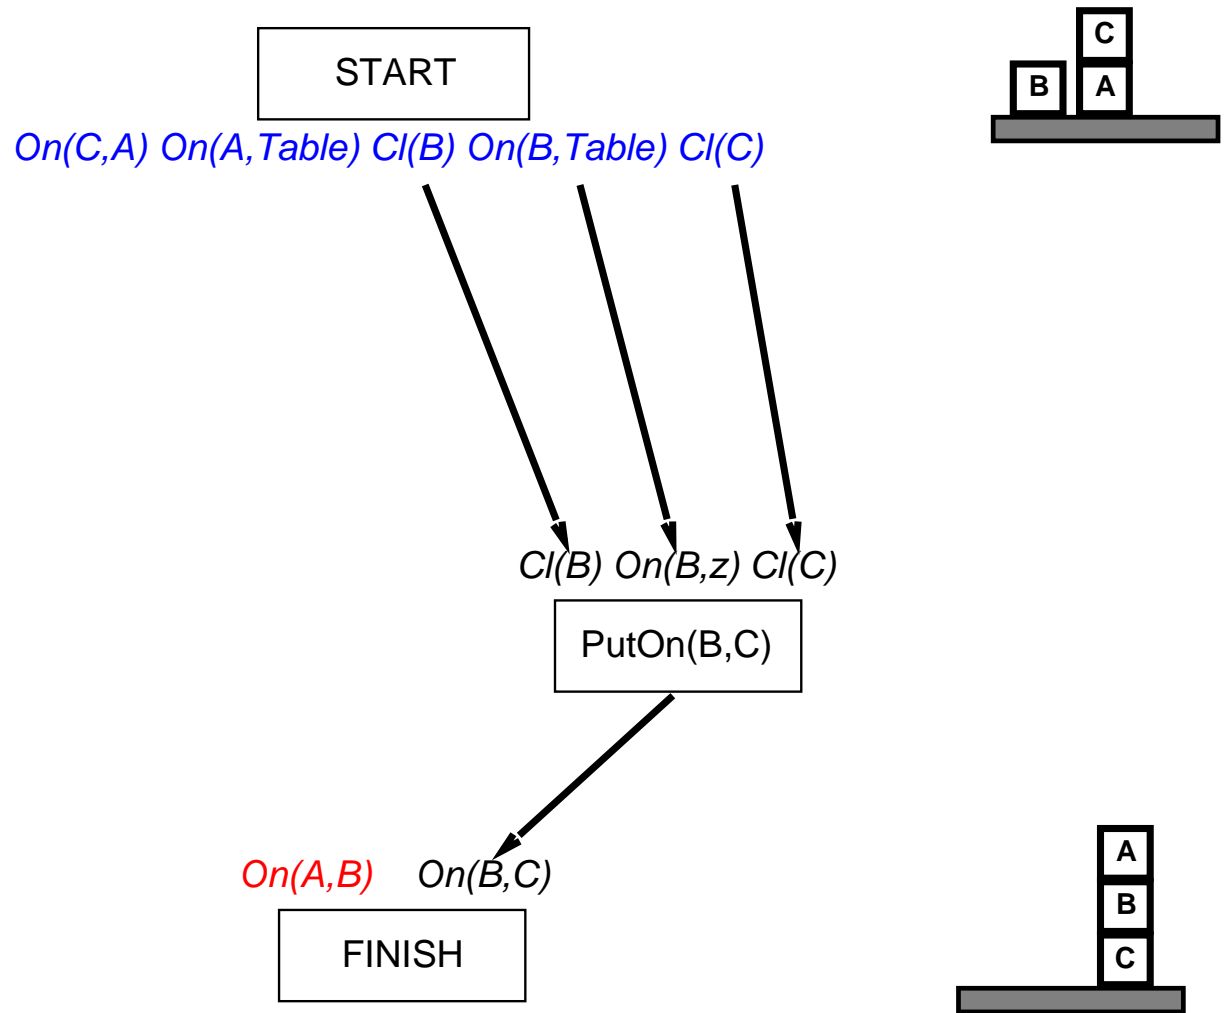 START
C
B A
On(C,A) On(A,Table) Cl(B) On(B,Table) Cl(C)
Cl(B) On(B,z) Cl(C)
PutOn(B,C)
On(A,B) On(B,C)
FINISH
A
B
C